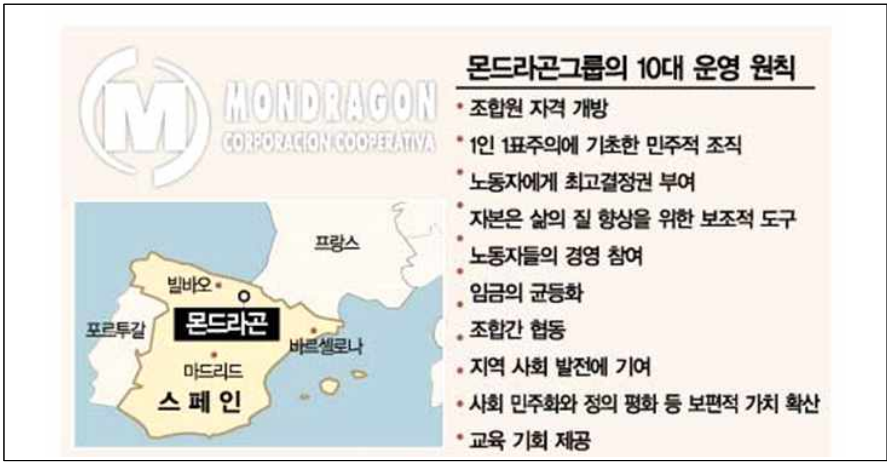 MONDRAGON
CORPORACION COOPERATIVA
몬드라곤그룹의 10대 운영 원칙
• 조합원 자격 개방
• 1인 1표주의에 기초한 민주적 조직
• 노동자에게 최고결정권 부여
• 자본은 삶의 질 향상을 위한 보조적 도구
• 노동자들의 경영 참여
• 임금의 균등화
• 조합간 협동
• 지역 사회 발전에 기여
• 사회 민주화와 정의 평화 등 보편적 가치 확산
• 교육 기회 제공
프랑스
빌바오
몬드라곤
포르투갈
바르셀로나
마드리드
스페인